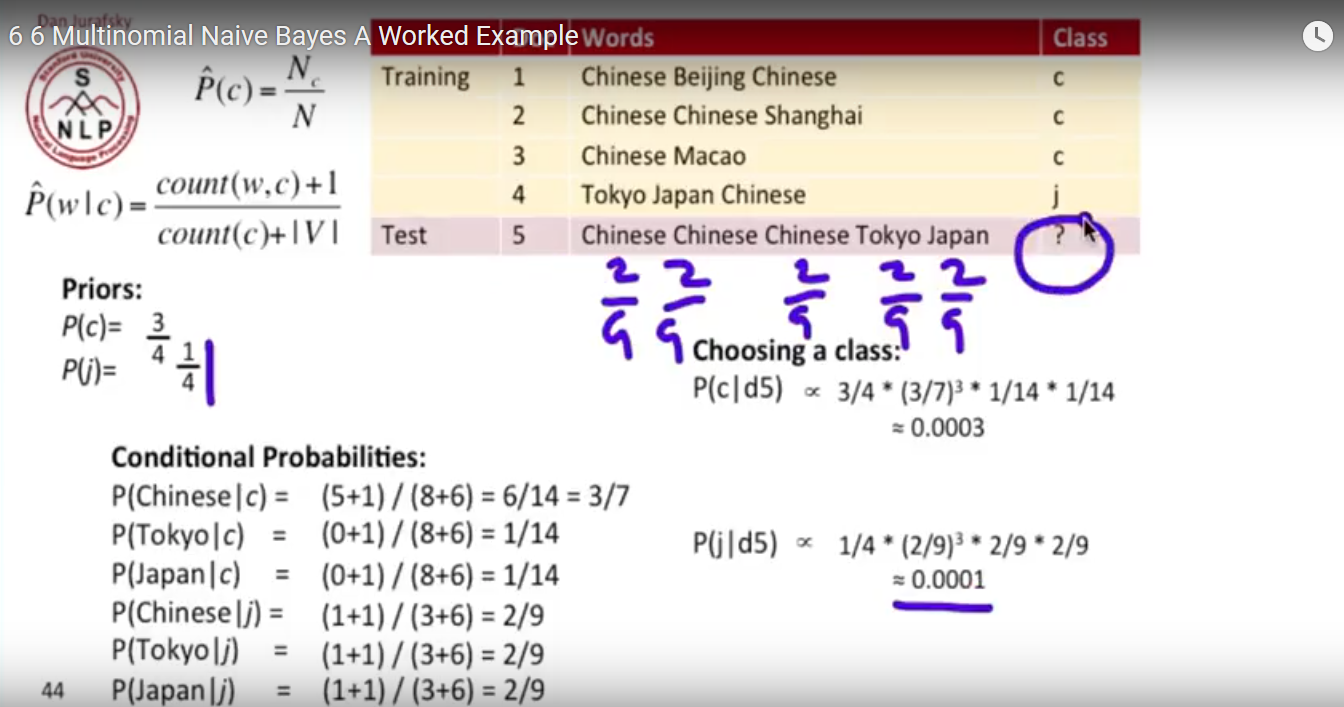 Dan Jurafsky
6 6 Multinomial Naive Bayes A Worked Example
Stanford University
S
NLP
Natural Language Processing
P̂(c) = N_c / N
P̂(w|c) = count(w,c)+1 / count(c)+|V|
Doc Words Class
Training 1 Chinese Beijing Chinese c
2 Chinese Chinese Shanghai c
3 Chinese Macao c
4 Tokyo Japan Chinese j
Test 5 Chinese Chinese Chinese Tokyo Japan ?
2/9 2/9 2/9 2/9 2/9
Priors:
P(c)= 3/4
P(j)= 1/4
Choosing a class:
P(c|d5) ∝ 3/4 * (3/7)³ * 1/14 * 1/14
≈ 0.0003
Conditional Probabilities:
P(Chinese|c) = (5+1) / (8+6) = 6/14 = 3/7
P(Tokyo|c) = (0+1) / (8+6) = 1/14
P(Japan|c) = (0+1) / (8+6) = 1/14
P(Chinese|j) = (1+1) / (3+6) = 2/9
P(Tokyo|j) = (1+1) / (3+6) = 2/9
P(Japan|j) = (1+1) / (3+6) = 2/9
P(j|d5) ∝ 1/4 * (2/9)³ * 2/9 * 2/9
≈ 0.0001
44